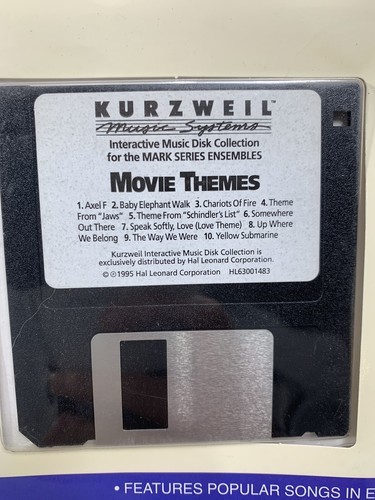 KURZWEIL™
Music Systems
Interactive Music Disk Collection
for the MARK SERIES ENSEMBLES
MOVIE THEMES
1. Axel F 2. Baby Elephant Walk 3. Chariots Of Fire 4. Theme
From "Jaws" 5. Theme From "Schindler's List" 6. Somewhere
Out There 7. Speak Softly, Love (Love Theme) 8. Up Where
We Belong 9. The Way We Were 10. Yellow Submarine
Kurzweil Interactive Music Disk Collection is
exclusively distributed by Hal Leonard Corporation.
© ℗ 1995 Hal Leonard Corporation HL63001483
• FEATURES POPULAR SONGS IN E